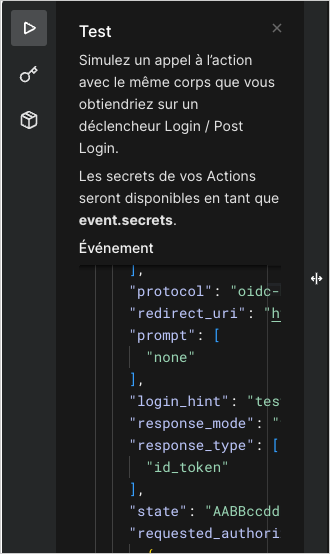 Test
Simulez un appel à l'action
avec le même corps que vous
obtiendriez sur un
déclencheur Login / Post
Login.
Les secrets de vos Actions
seront disponibles en tant que
event.secrets.
Événement
],
"protocol": "oidc-
"redirect_uri": "h
"prompt": [
"none"
],
"login_hint": "tes
"response_mode": "
"response_type": [
"id_token"
],
"state": "AABBccdd
"requested_authori
{